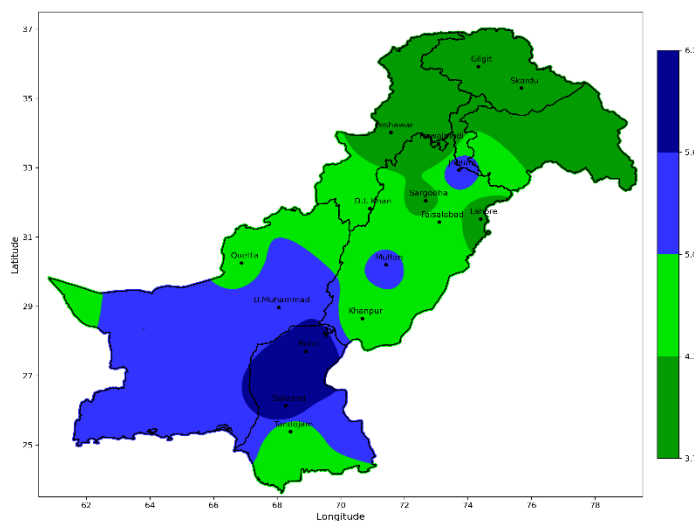 37
35
33
31
29
27
25
Latitude
Gilgit
Skardu
Peshawar
Rawalpindi
Jhelum
Sargodha
D.I. Khan
Faisalabad
Lahore
Quetta
Multan
D.Muhammad
Khanpur
Rohri
Sakrand
Tandojam
62
64
66
68
70
72
74
76
78
Longitude
5.0